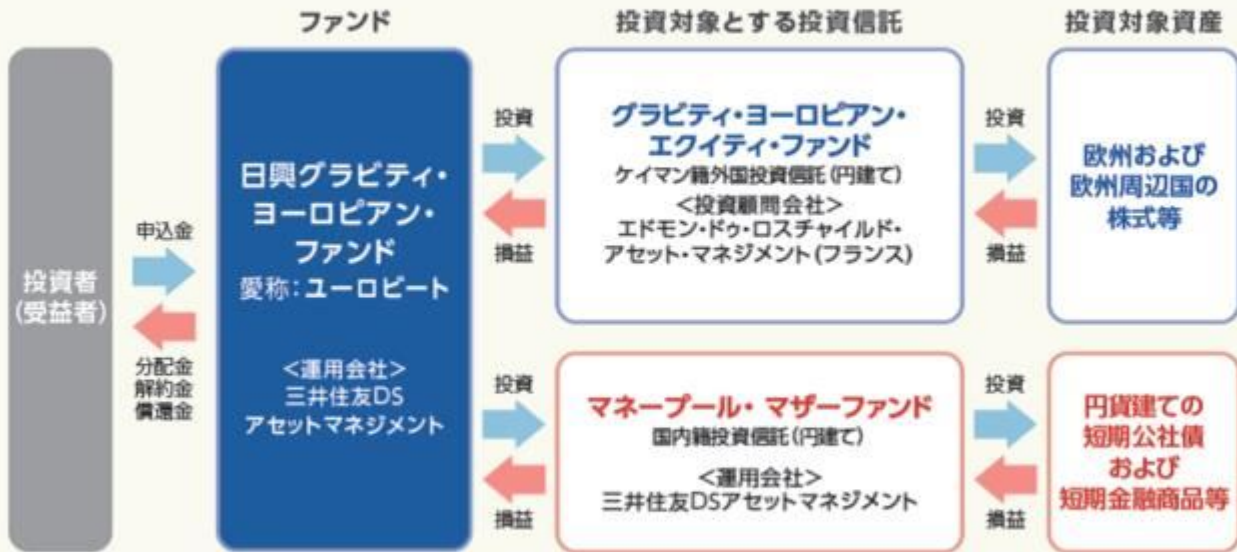 ファンド
投資対象とする投資信託
投資対象資産
投資者
(受益者)
申込金
分配金
解約金
償還金
日興グラビティ・
ヨーロピアン・
ファンド
愛称：ユーロビート
＜運用会社＞
三井住友DS
アセットマネジメント
投資
損益
グラビティ・ヨーロピアン・
エクイティ・ファンド
ケイマン籍外国投資信託(円建て)
＜投資顧問会社＞
エドモン・ドゥ・ロスチャイルド・
アセット・マネジメント(フランス)
投資
損益
欧州および
欧州周辺国の
株式等
投資
損益
マネープール・マザーファンド
国内籍投資信託(円建て)
＜運用会社＞
三井住友DSアセットマネジメント
投資
損益
円貨建ての
短期公社債
および
短期金融商品等